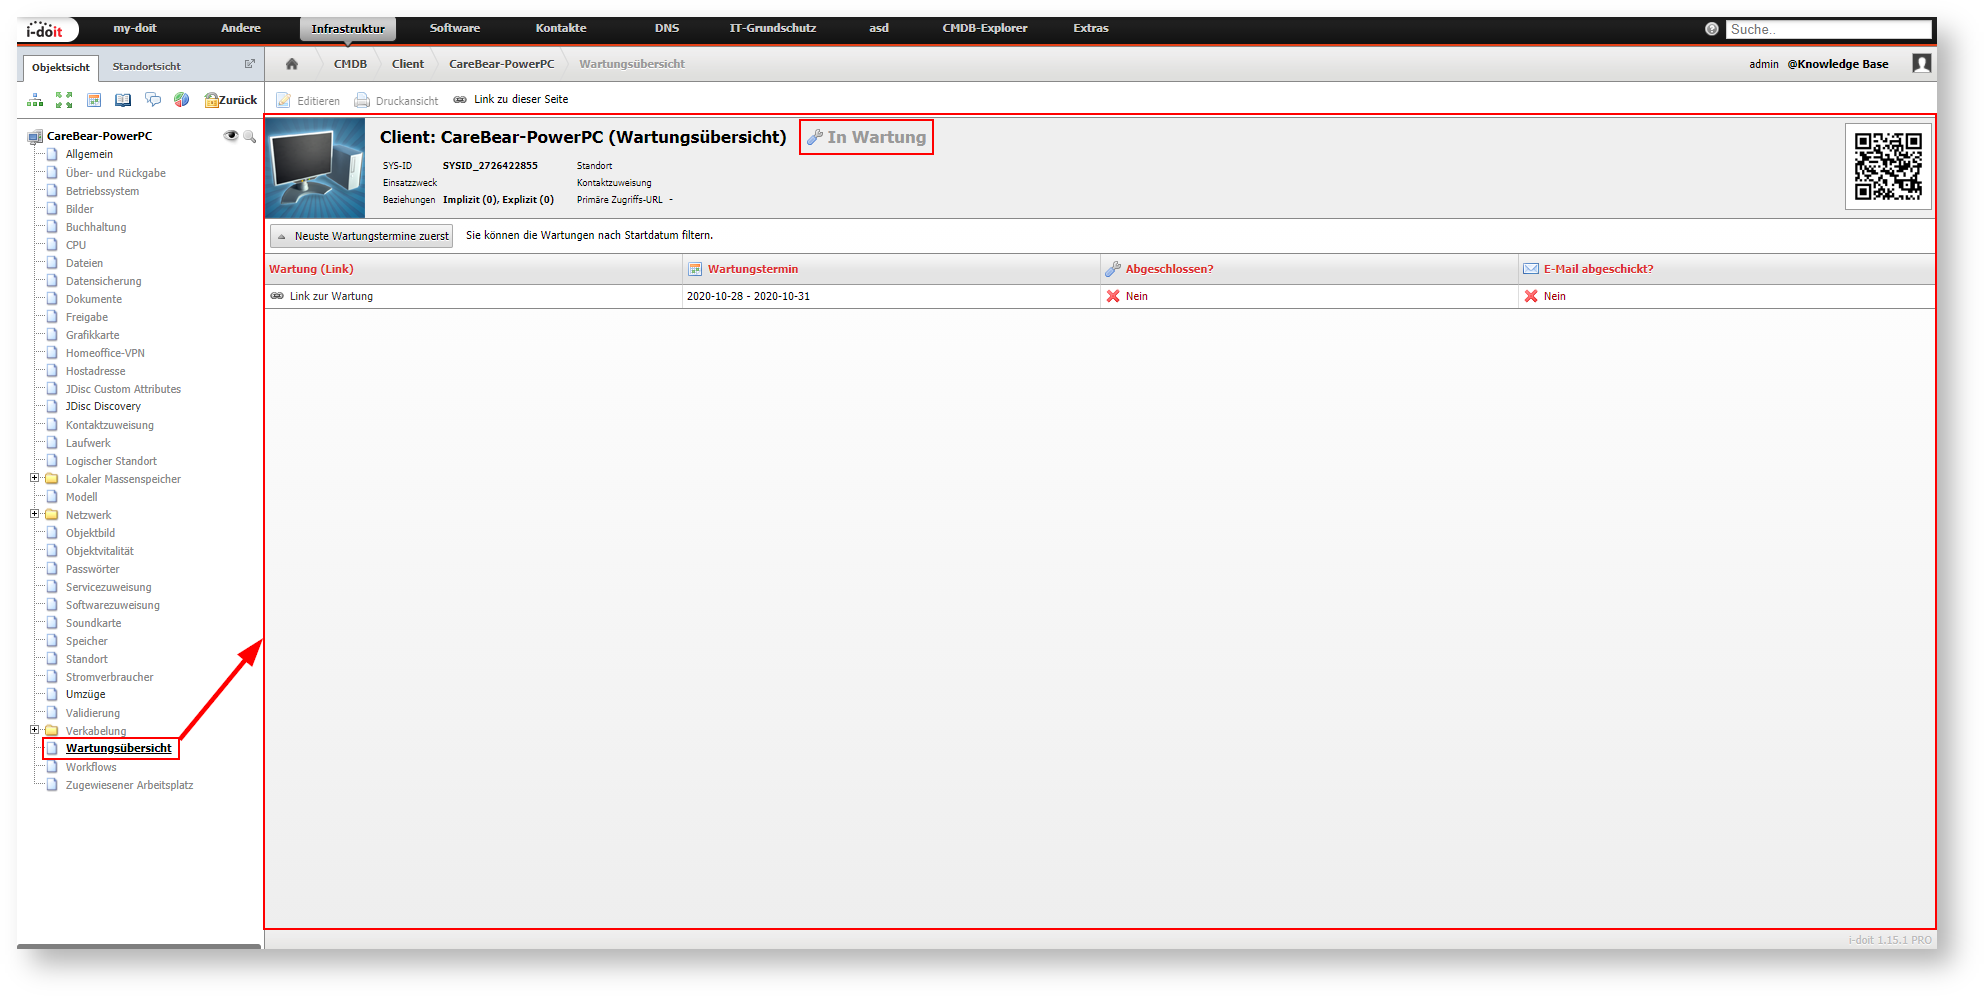 i-doit my-doit Andere Infrastruktur Software Kontakte DNS IT-Grundschutz asd CMDB-Explorer Extras Suche..
Objektsicht Standortsicht
CMDB Client CareBear-PowerPC Wartungsübersicht admin @Knowledge Base
Zurück
Editieren Druckansicht Link zu dieser Seite
CareBear-PowerPC
Allgemein
Über- und Rückgabe
Betriebssystem
Bilder
Buchhaltung
CPU
Dateien
Datensicherung
Dokumente
Freigabe
Grafikkarte
Homeoffice-VPN
Hostadresse
JDisc Custom Attributes
JDisc Discovery
Kontaktzuweisung
Laufwerk
Logischer Standort
Lokaler Massenspeicher
Modell
Netzwerk
Objektbild
Objektvitalität
Passwörter
Servicezuweisung
Softwarezuweisung
Soundkarte
Speicher
Standort
Stromverbraucher
Umzüge
Validierung
Verkabelung
Wartungsübersicht
Workflows
Zugewiesener Arbeitsplatz
Client: CareBear-PowerPC (Wartungsübersicht) In Wartung
SYS-ID SYSID_2726422855 Standort
Einsatzzweck Kontaktzuweisung
Beziehungen Implizit (0), Explizit (0) Primäre Zugriffs-URL -
Neuste Wartungstermine zuerst Sie können die Wartungen nach Startdatum filtern.
Wartung (Link) Wartungstermin Abgeschlossen? E-Mail abgeschickt?
Link zur Wartung 2020-10-28 - 2020-10-31 Nein Nein
i-doit 1.15.1 PRO